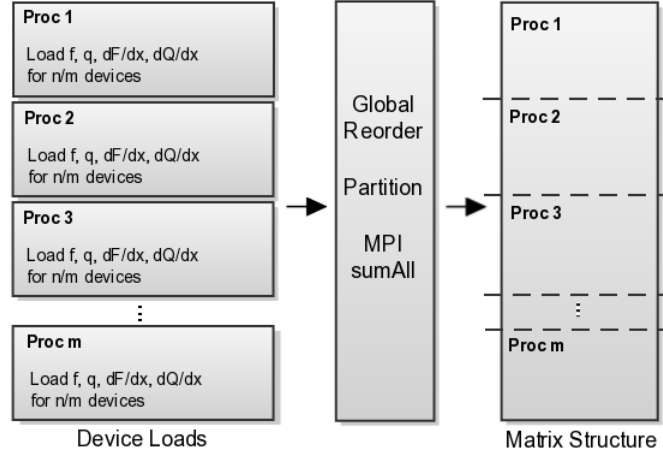 Proc 1
Load f, q, dF/dx, dQ/dx
for n/m devices
Proc 2
Load f, q, dF/dx, dQ/dx
for n/m devices
Proc 3
Load f, q, dF/dx, dQ/dx
for n/m devices
Proc m
Load f, q, dF/dx, dQ/dx
for n/m devices
Device Loads
Global
Reorder
Partition
MPI
sumAll
Proc 1
Proc 2
Proc 3
Proc m
Matrix Structure